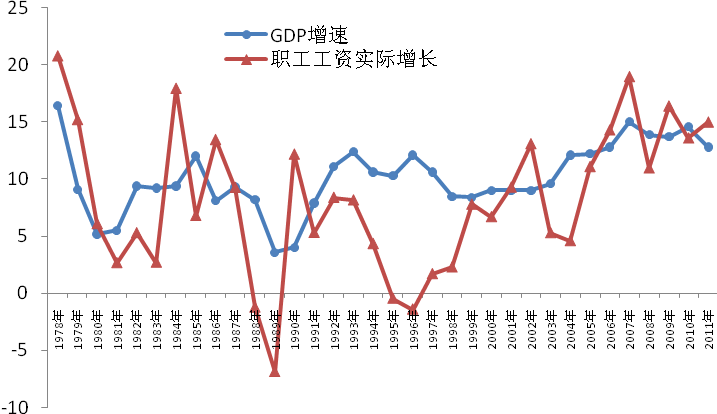 25
20
15
10
5
0
-5
-10
GDP增速
职工工资实际增长
1978年
1979年
1980年
1981年
1982年
1983年
1984年
1985年
1986年
1987年
1988年
1989年
1990年
1991年
1992年
1993年
1994年
1995年
1996年
1997年
1998年
1999年
2000年
2001年
2002年
2003年
2004年
2005年
2006年
2007年
2008年
2009年
2010年
2011年